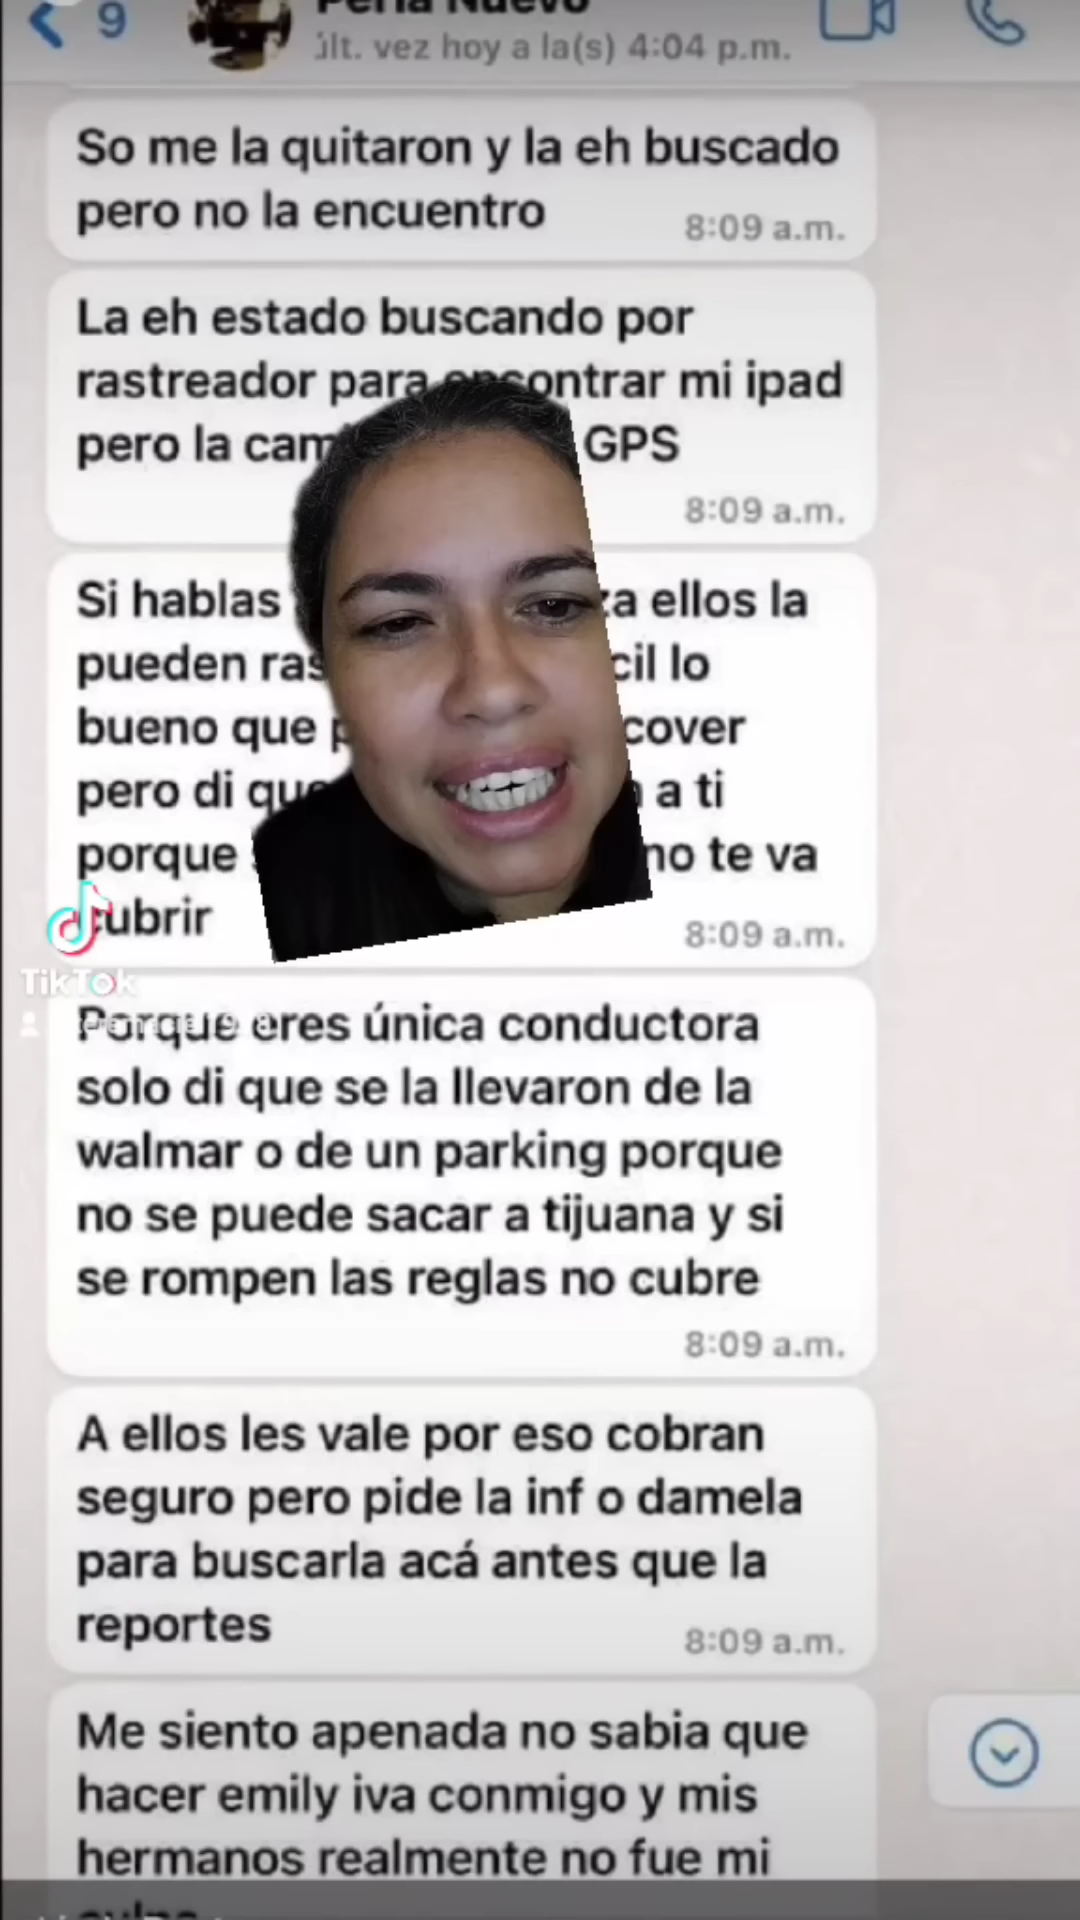 9
últ. vez hoy a la(s) 4:04 p.m.
So me la quitaron y la eh buscado
pero no la encuentro
8:09 a.m.
La eh estado buscando por
rastreador para encontrar mi ipad
pero la GPS
8:09 a.m.
Si hablas ellos la
pueden lo
bueno que cover
pero di que a ti
porque no te va
cubrir
8:09 a.m.
TikTok
Porque eres única conductora
solo di que se la llevaron de la
walmar o de un parking porque
no se puede sacar a tijuana y si
se rompen las reglas no cubre
8:09 a.m.
A ellos les vale por eso cobran
seguro pero pide la inf o damela
para buscarla acá antes que la
reportes
8:09 a.m.
Me siento apenada no sabia que
hacer emily iva conmigo y mis
hermanos realmente no fue mi